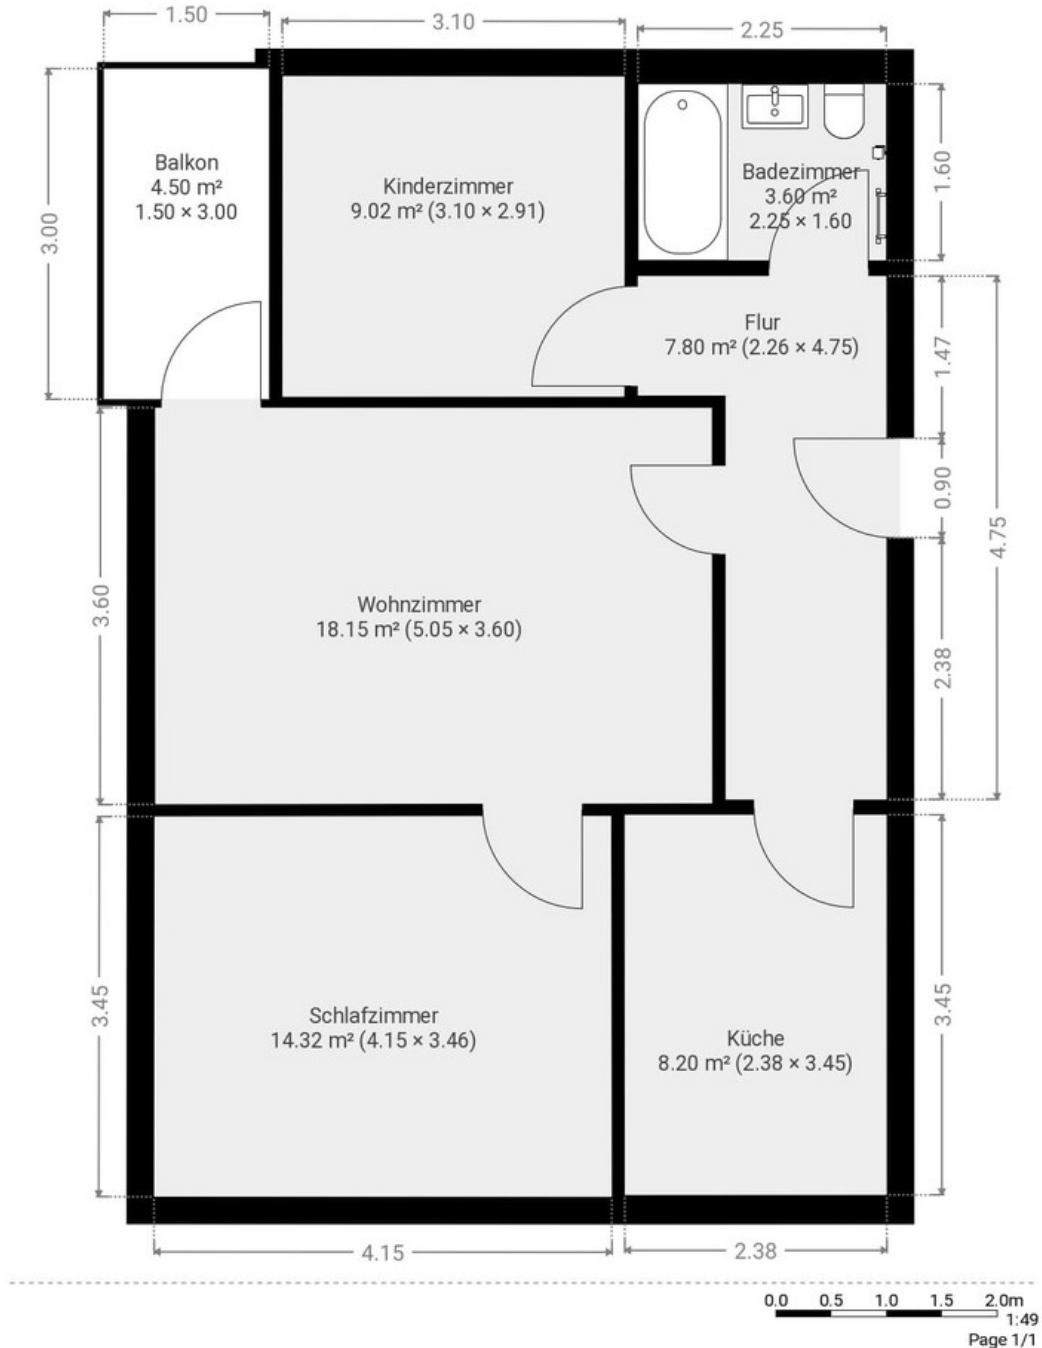 1.50
3.10
2.25
Balkon
4.50 m²
1.50 × 3.00
3.00
Kinderzimmer
9.02 m² (3.10 × 2.91)
Badezimmer
3.60 m²
2.25 × 1.60
1.60
Flur
7.80 m² (2.26 × 4.75)
1.47
0.90
4.75
2.38
3.60
Wohnzimmer
18.15 m² (5.05 × 3.60)
3.45
Schlafzimmer
14.32 m² (4.15 × 3.46)
Küche
8.20 m² (2.38 × 3.45)
3.45
4.15
2.38
0.0 0.5 1.0 1.5 2.0m
1:49
Page 1/1